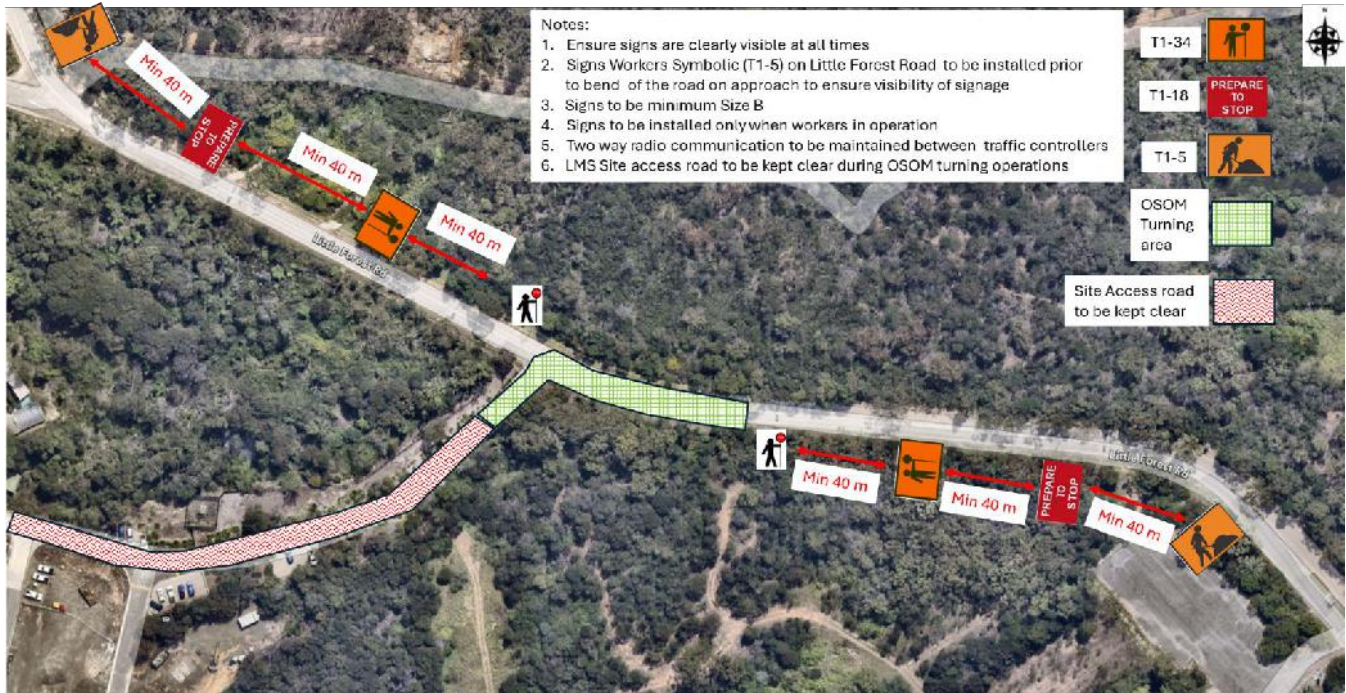 Notes:
1. Ensure signs are clearly visible at all times
2. Signs Workers Symbolic (T1-5) on Little Forest Road to be installed prior
to bend of the road on approach to ensure visibility of signage
3. Signs to be minimum Size B
4. Signs to be installed only when workers in operation
5. Two way radio communication to be maintained between traffic controllers
6. LMS Site access road to be kept clear during OSOM turning operations
T1-34
N
T1-18
PREPARE
TO
STOP
T1-5
OSOM
Turning
area
Site Access road
to be kept clear
Min 40 m
PREPARE
TO
STOP
Min 40 m
Min 40 m
Little Forest Rd
Little Forest Rd
Min 40 m
Min 40 m
PREPARE
TO
STOP
Min 40 m